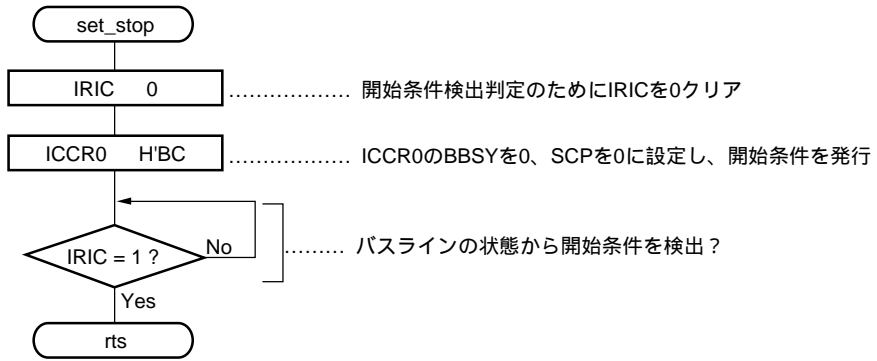 set_stop
IRIC 0 .................. 開始条件検出判定のためにIRICを0クリア
ICCR0 H'BC .................. ICCR0のBBSYを0、SCPを0に設定し、開始条件を発行
IRIC = 1 ? No ......... バスラインの状態から開始条件を検出？
Yes
rts